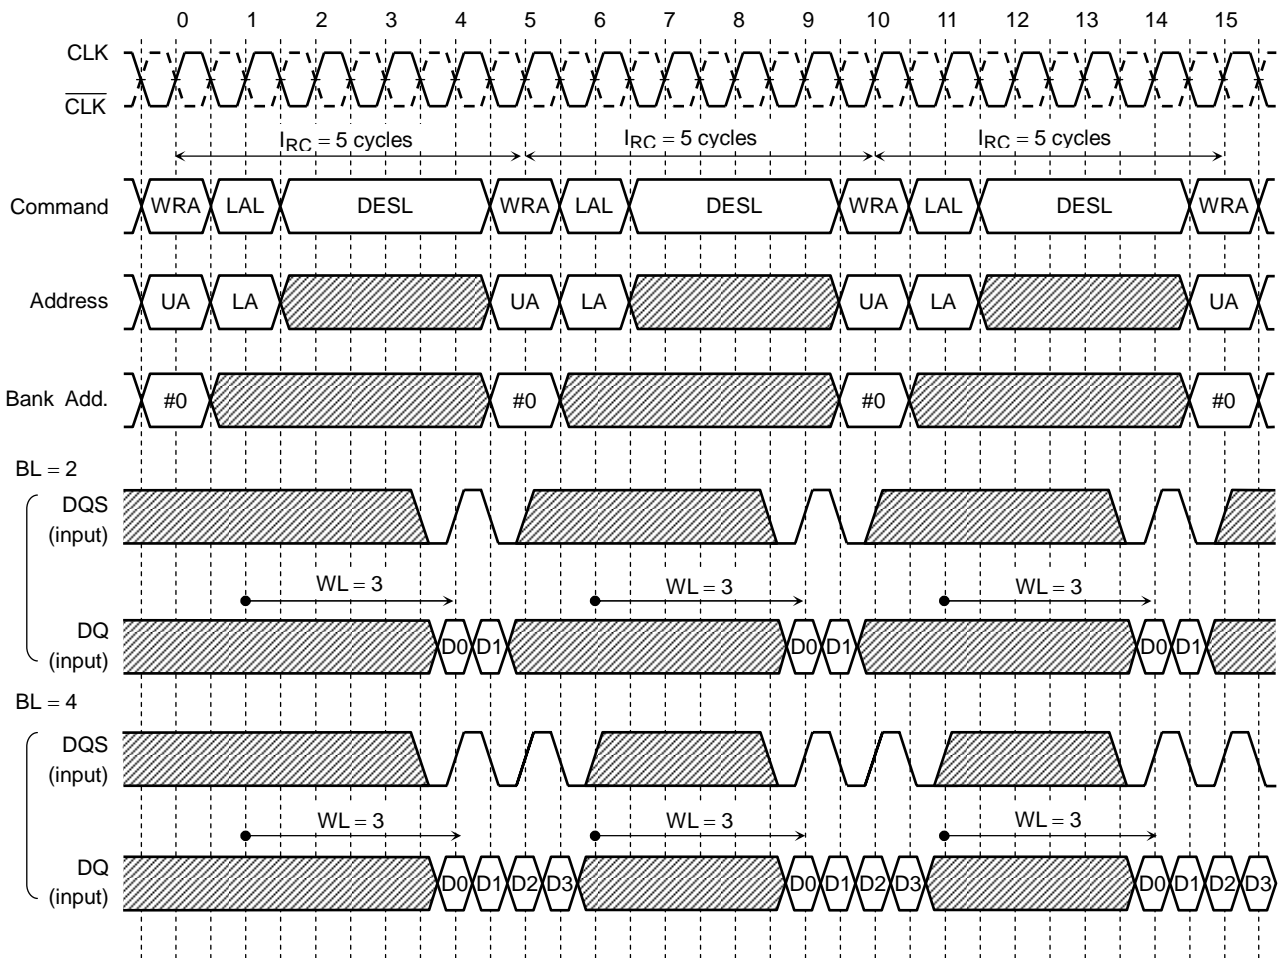 0 1 2 3 4 5 6 7 8 9 10 11 12 13 14 15
CLK
CLK
IRC = 5 cycles IRC = 5 cycles IRC = 5 cycles
Command WRA LAL DESL WRA LAL DESL WRA LAL DESL WRA
Address UA LA UA LA UA LA UA
Bank Add. #0 #0 #0 #0
BL = 2
DQS
(input)
WL = 3 WL = 3 WL = 3
DQ
(input)
D0 D1 D0 D1 D0 D1
BL = 4
DQS
(input)
WL = 3 WL = 3 WL = 3
DQ
(input)
D0 D1 D2 D3 D0 D1 D2 D3 D0 D1 D2 D3